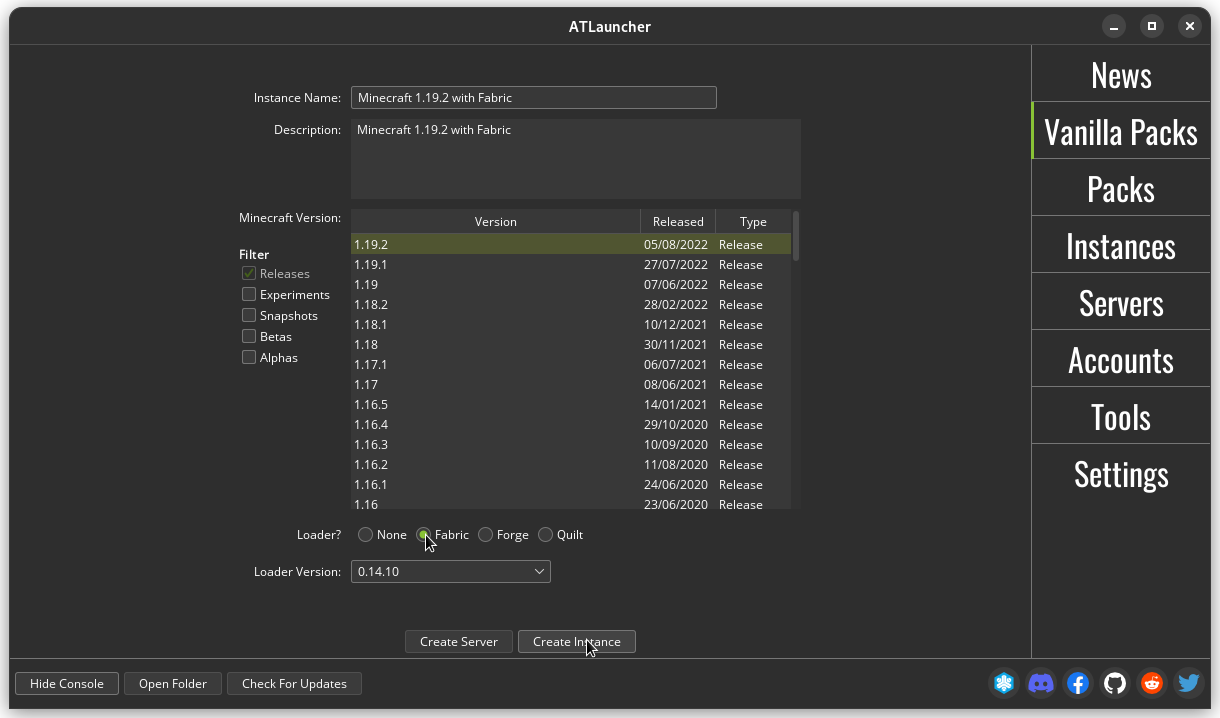 ATLauncher
Instance Name: Minecraft 1.19.2 with Fabric
Description: Minecraft 1.19.2 with Fabric
Minecraft Version:
Filter
Releases
Experiments
Snapshots
Betas
Alphas
Version Released Type
1.19.2 05/08/2022 Release
1.19.1 27/07/2022 Release
1.19 07/06/2022 Release
1.18.2 28/02/2022 Release
1.18.1 10/12/2021 Release
1.18 30/11/2021 Release
1.17.1 06/07/2021 Release
1.17 08/06/2021 Release
1.16.5 14/01/2021 Release
1.16.4 29/10/2020 Release
1.16.3 10/09/2020 Release
1.16.2 11/08/2020 Release
1.16.1 24/06/2020 Release
1.16 23/06/2020 Release
Loader? None Fabric Forge Quilt
Loader Version: 0.14.10
Create Server Create Instance
News
Vanilla Packs
Packs
Instances
Servers
Accounts
Tools
Settings
Hide Console Open Folder Check For Updates